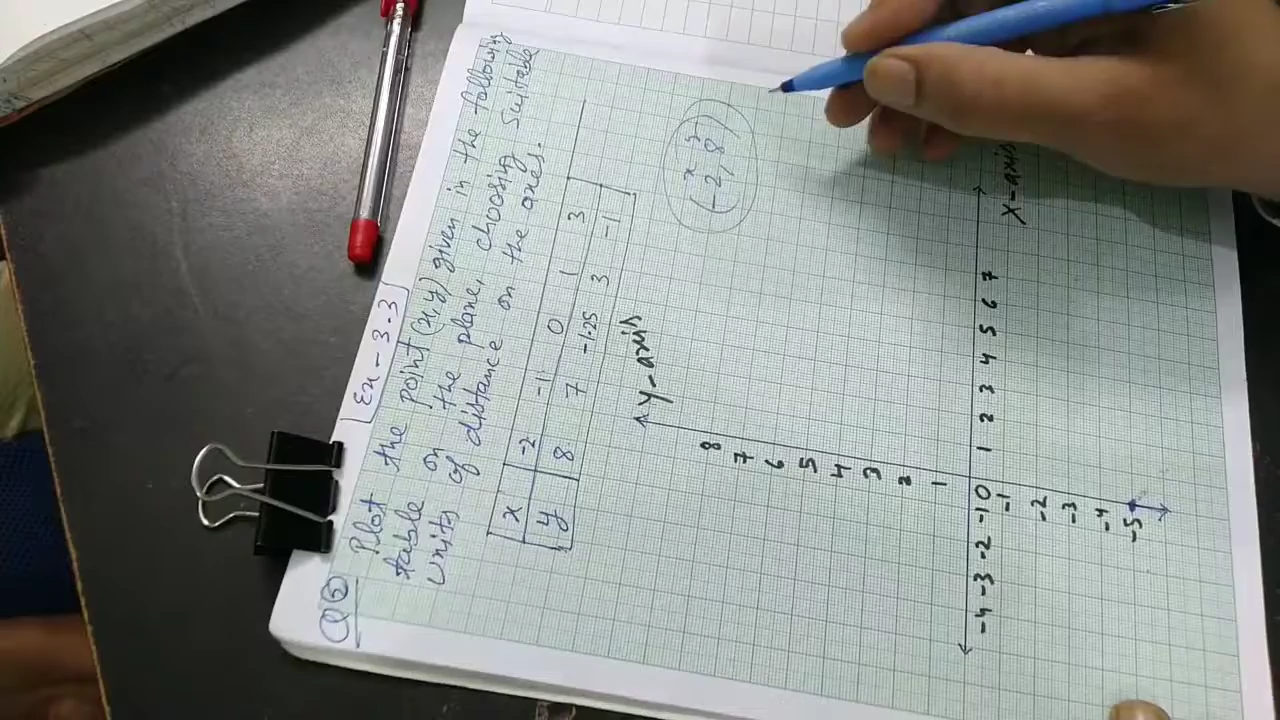 Ex-3.3
Q②
Plot the point (x,y) given in the following
table on the plane, choosing suitable
units of distance on the axes.
x -2 -1 0 1 3
y 8 7 -1.25 3 -1
x y
(-2, 8)
Y-axis
8
7
6
5
4
3
2
1
-4 -3 -2 -1 0 1 2 3 4 5 6 7
X-axis
-1
-2
-3
-4
-5